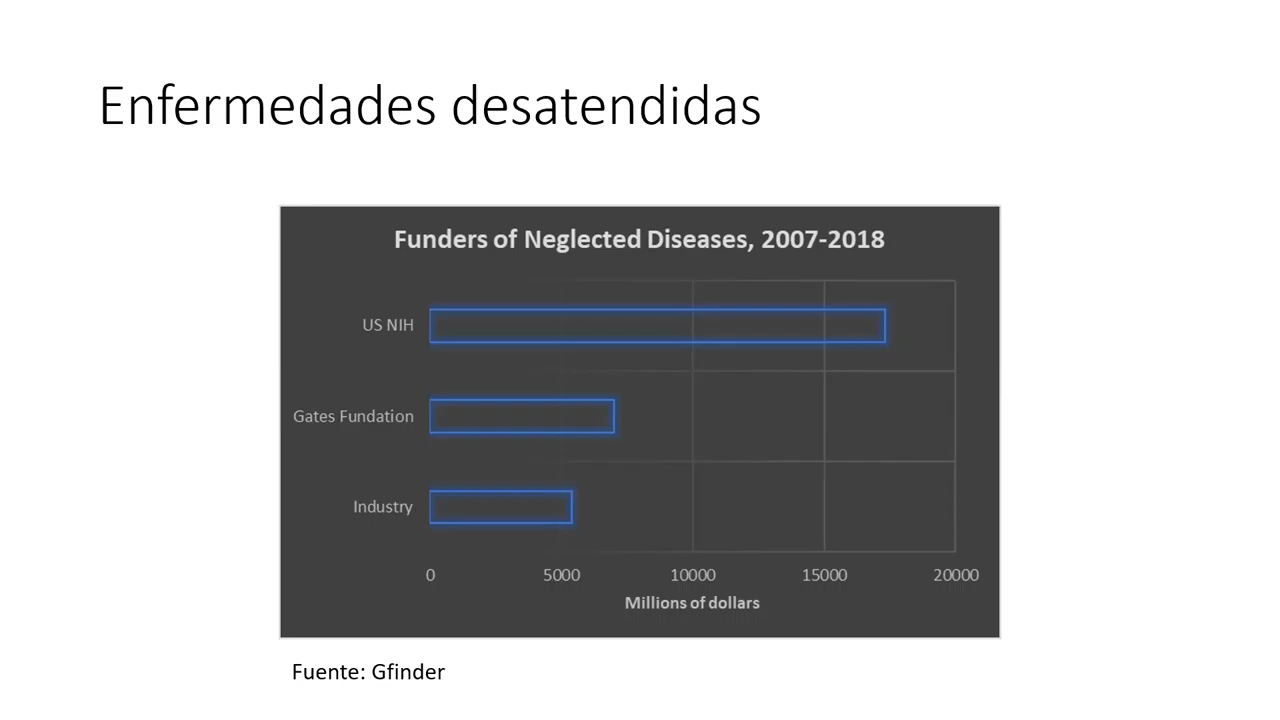 Enfermedades desatendidas
Funders of Neglected Diseases, 2007-2018
US NIH
Gates Fundation
Industry
0 5000 10000 15000 20000
Millions of dollars
Fuente: Gfinder